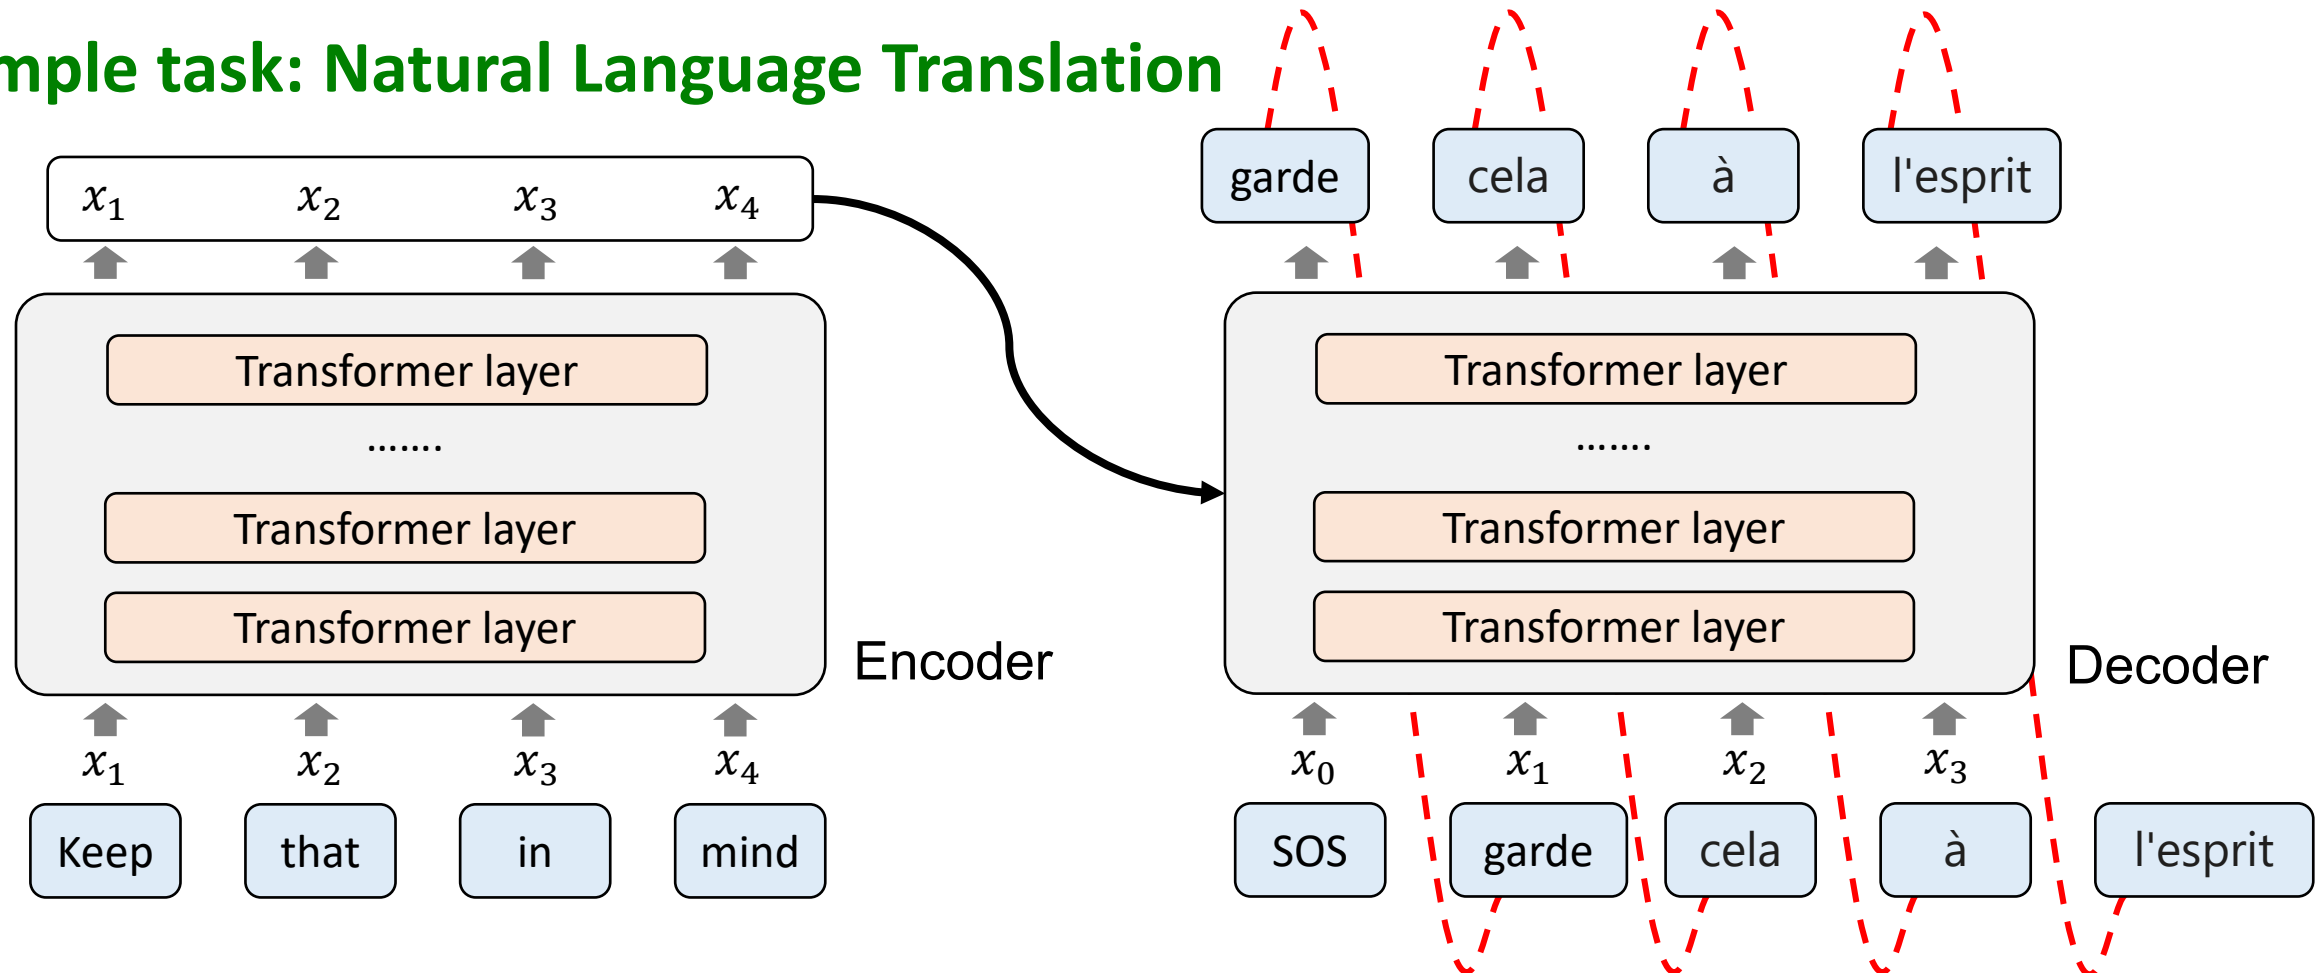 mple task: Natural Language Translation
x₁ x₂ x₃ x₄
Transformer layer
.......
Transformer layer
Transformer layer
Encoder
x₁ x₂ x₃ x₄
Keep that in mind
garde cela à l'esprit
Transformer layer
.......
Transformer layer
Transformer layer
Decoder
x₀ x₁ x₂ x₃
SOS garde cela à l'esprit